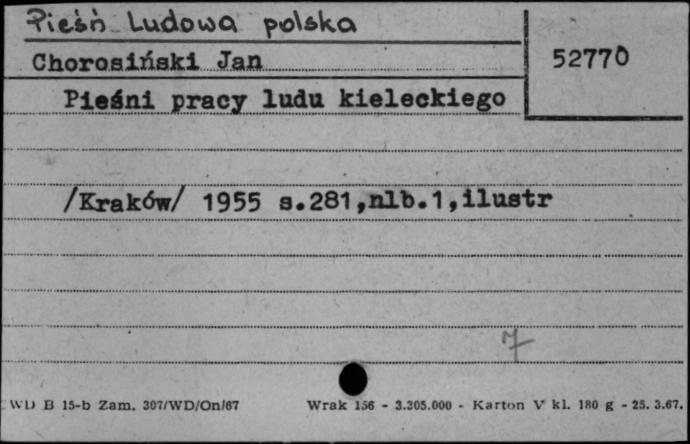 Pieśń Ludowa polska
Chorosiński Jan
52770
Pieśni pracy ludu kieleckiego
/Kraków/ 1955 s.281,nlb.1,ilustr
7
WD B 15-b Zam. 307/WD/On/67 Wrak 156 - 3.305.000 - Karton V kl. 180 g - 25. 3.67.